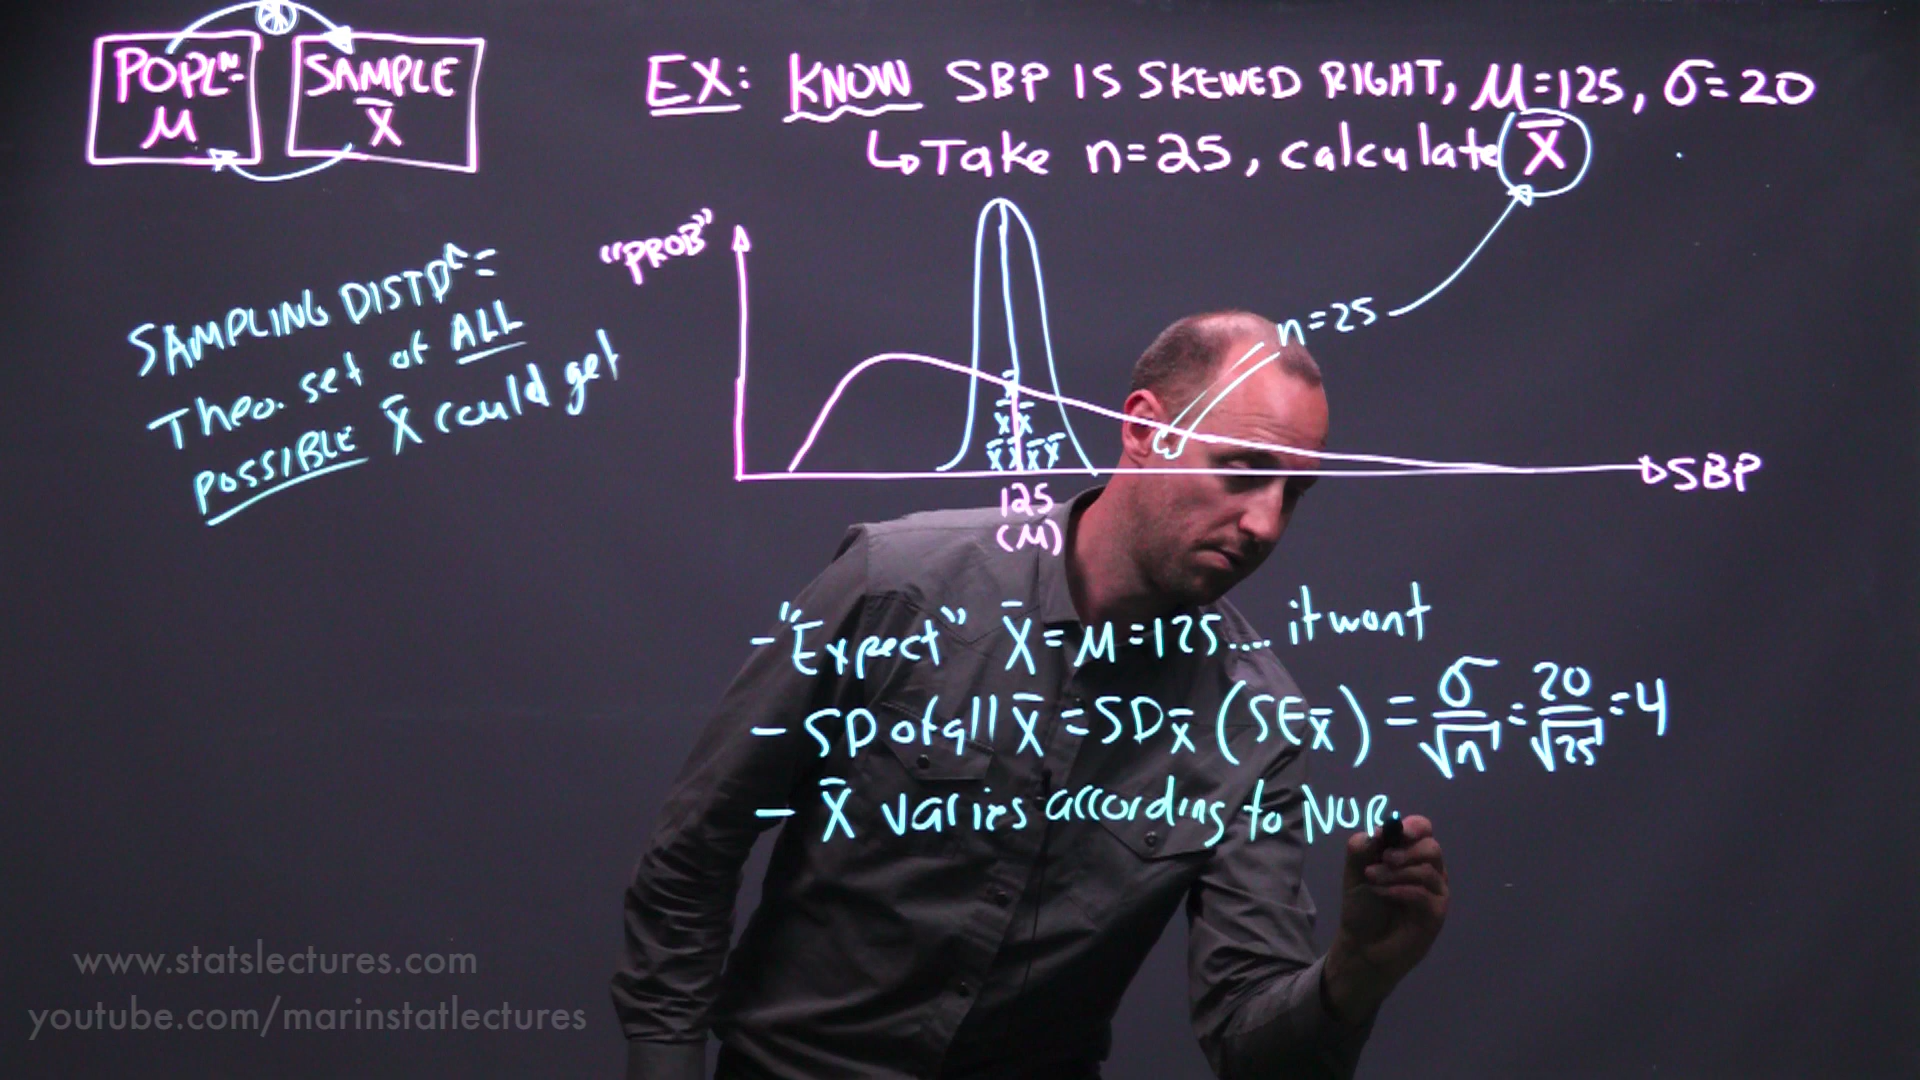 POPLᴺ
μ
SAMPLE
X̄
EX: KNOW SBP IS SKEWED RIGHT, μ=125, σ=20
↳Take n=25, calculate X̄
"PROB"
n=25
SAMPLING DISTᴅᴺ=
Theo. set of ALL
POSSIBLE X̄ could get
X̄
X̄ X̄
X̄ X̄ X̄ X̄
SBP
125
(μ)
-"Expect" X̄=μ=125.... it wont
- SD of all X̄ = SDX̄ (SEX̄) = σ/√n = 20/√25 = 4
- X̄ varies according to NOR
www.statslectures.com
youtube.com/marinstatlectures